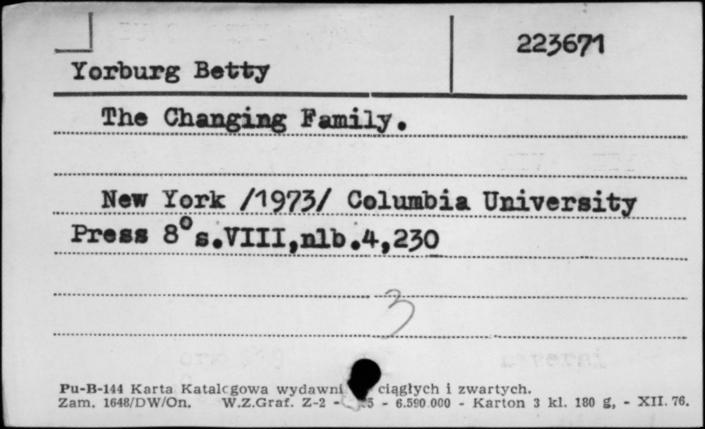 223671
Yorburg Betty
The Changing Family.
New York /1973/ Columbia University
Press 8° s.VIII,nlb.4,230
3
Pu-B-144 Karta Katalogowa wydawni ciągłych i zwartych.
Zam. 1648/DW/On. W.Z.Graf. Z-2 - 5 - 6.590.000 - Karton 3 kl. 180 g, - XII. 76.